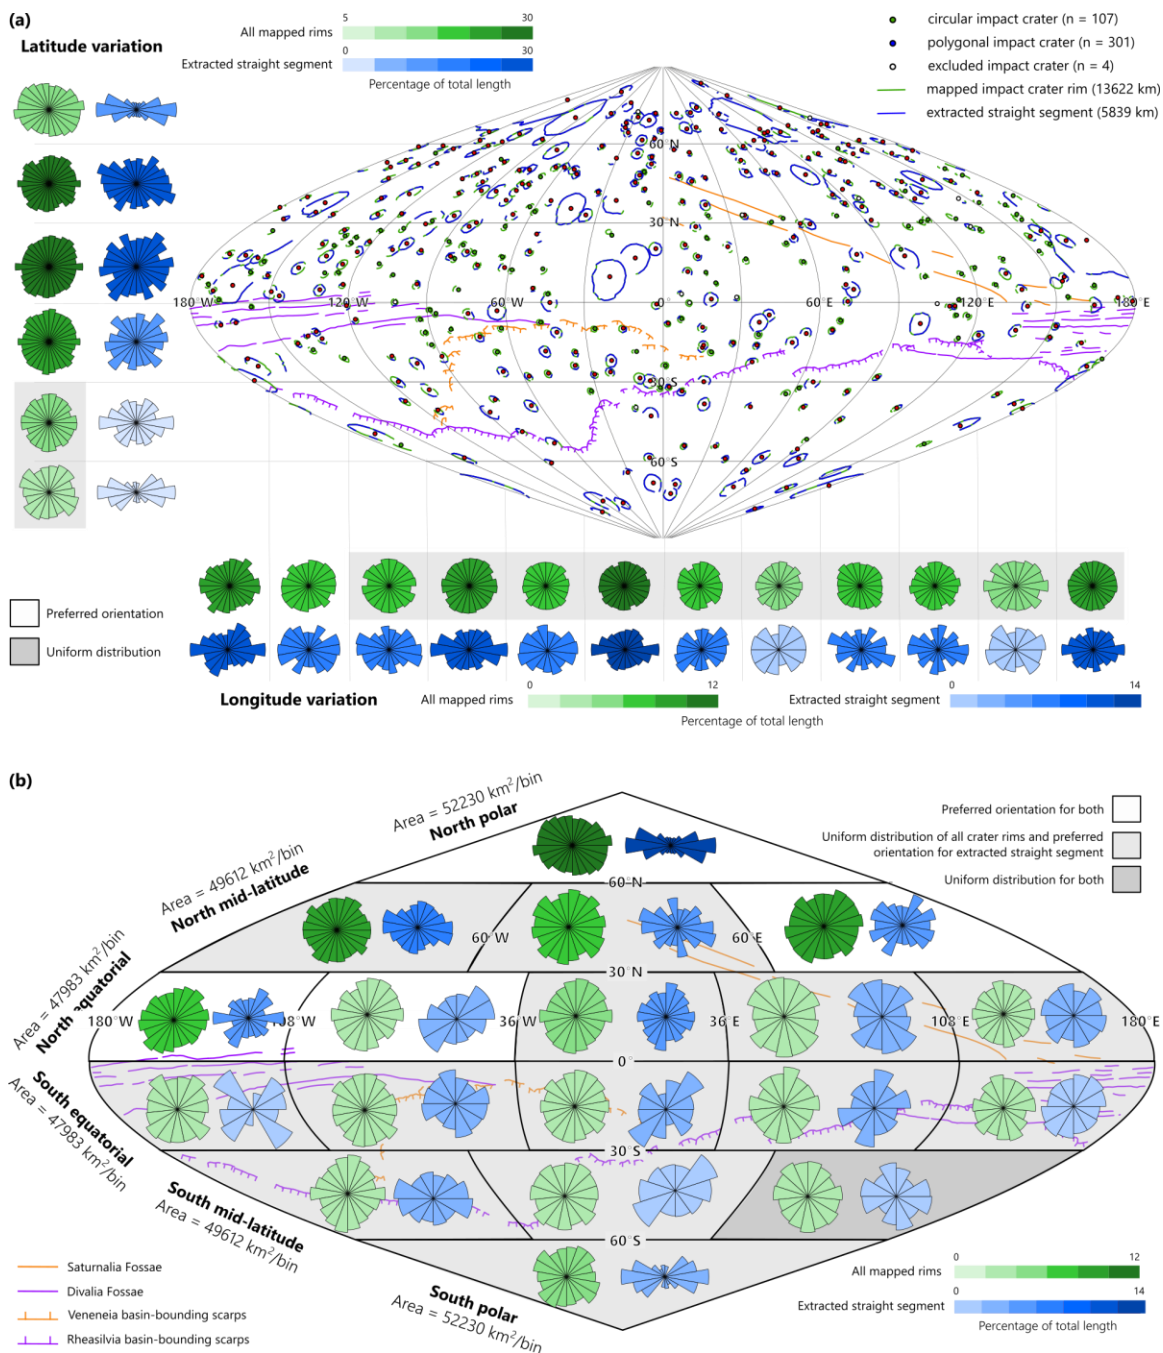 (a)
Latitude variation
5
30
All mapped rims
0
30
Extracted straight segment
Percentage of total length
circular impact crater (n = 107)
polygonal impact crater (n = 301)
excluded impact crater (n = 4)
mapped impact crater rim (13622 km)
extracted straight segment (5839 km)
60°N
30°N
180°W
120°W
60°W
0°
60°E
120°E
180°E
30°S
60°S
Preferred orientation
Uniform distribution
Longitude variation
All mapped rims
0
12
Extracted straight segment
0
14
Percentage of total length
(b)
Area = 52230 km²/bin
North polar
Area = 49612 km²/bin
North mid-latitude
Area = 47983 km²/bin
North equatorial
Preferred orientation for both
Uniform distribution of all crater rims and preferred
orientation for extracted straight segment
Uniform distribution for both
60°N
60°W
60°E
30°N
180°W
108°W
36°W
36°E
108°E
180°E
0°
30°S
60°S
South equatorial
Area = 47983 km²/bin
South mid-latitude
Area = 49612 km²/bin
South polar
Area = 52230 km²/bin
Saturnalia Fossae
Divalia Fossae
Veneneia basin-bounding scarps
Rheasilvia basin-bounding scarps
0
12
All mapped rims
0
14
Extracted straight segment
Percentage of total length